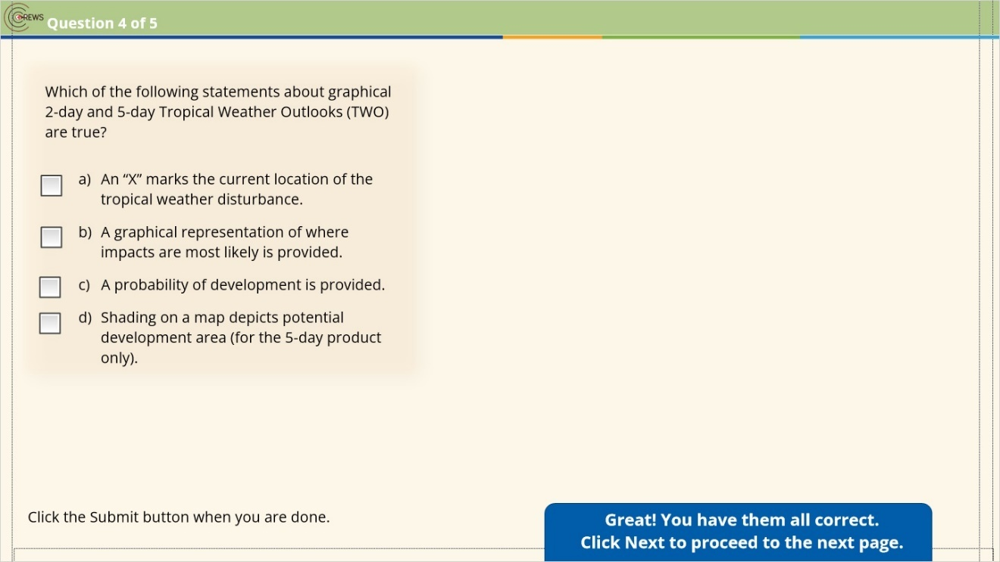 CREWS
Question 4 of 5
Which of the following statements about graphical
2-day and 5-day Tropical Weather Outlooks (TWO)
are true?
a) An “X” marks the current location of the
tropical weather disturbance.
b) A graphical representation of where
impacts are most likely is provided.
c) A probability of development is provided.
d) Shading on a map depicts potential
development area (for the 5-day product
only).
Click the Submit button when you are done.
Great! You have them all correct.
Click Next to proceed to the next page.